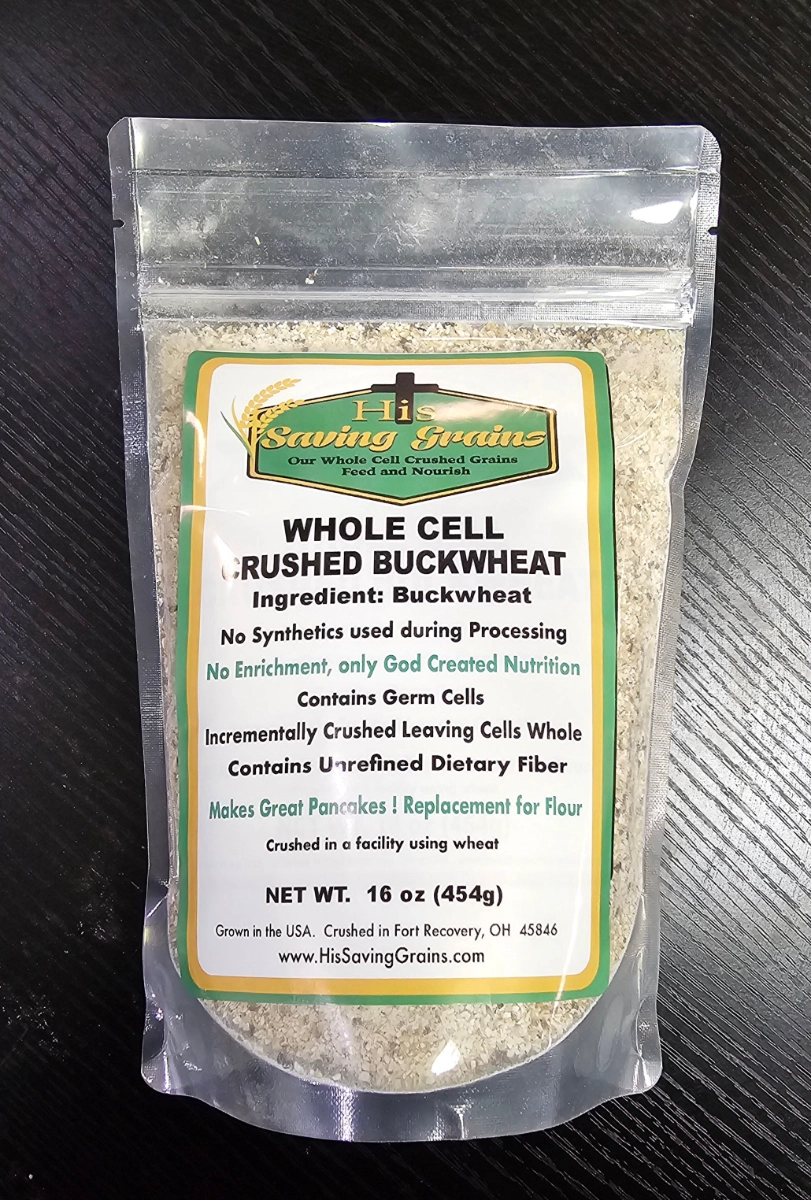 His
Saving Grains
Our Whole Cell Crushed Grains
Feed and Nourish
WHOLE CELL
CRUSHED BUCKWHEAT
Ingredient: Buckwheat
No Synthetics used during Processing
No Enrichment, only God Created Nutrition
Contains Germ Cells
Incrementally Crushed Leaving Cells Whole
Contains Unrefined Dietary Fiber
Makes Great Pancakes ! Replacement for Flour
Crushed in a facility using wheat
NET WT. 16 oz (454g)
Grown in the USA. Crushed in Fort Recovery, OH 45846
www.HisSavingGrains.com